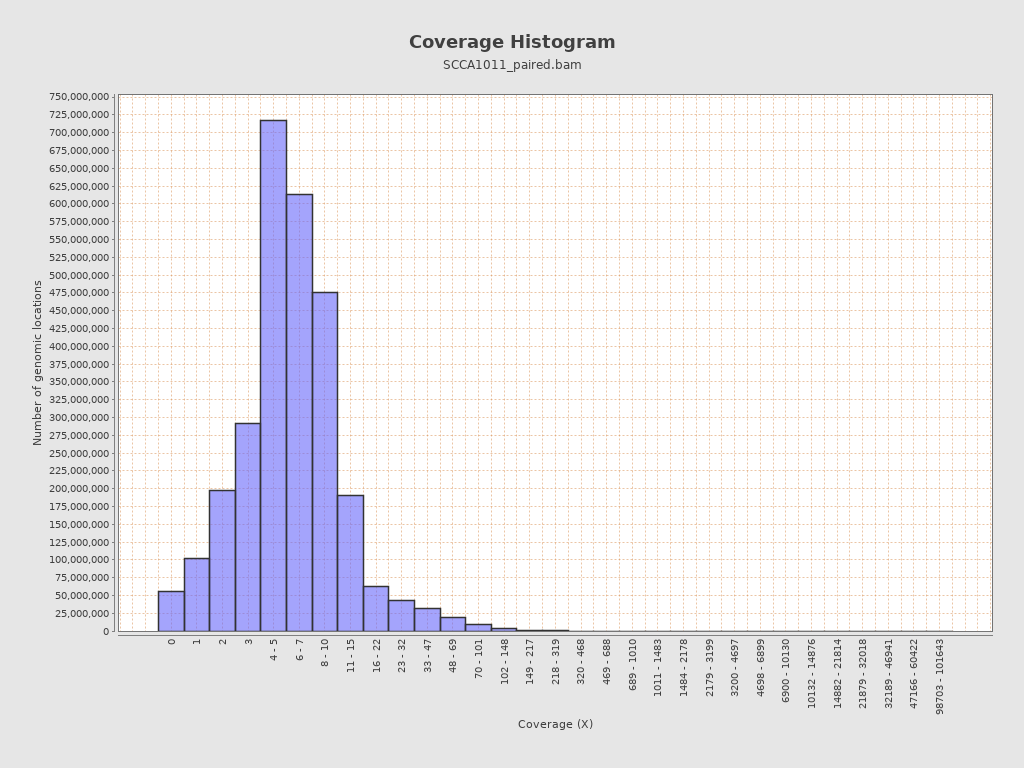 Coverage Histogram
SCCA1011_paired.bam
750,000,000
725,000,000
700,000,000
675,000,000
650,000,000
625,000,000
600,000,000
575,000,000
550,000,000
525,000,000
500,000,000
475,000,000
450,000,000
425,000,000
400,000,000
375,000,000
350,000,000
325,000,000
300,000,000
275,000,000
250,000,000
225,000,000
200,000,000
175,000,000
150,000,000
125,000,000
100,000,000
75,000,000
50,000,000
25,000,000
0
Number of genomic locations
0
1
2
3
4 - 5
6 - 7
8 - 10
11 - 15
16 - 22
23 - 32
33 - 47
48 - 69
70 - 101
102 - 148
149 - 217
218 - 319
320 - 468
469 - 688
689 - 1010
1011 - 1483
1484 - 2178
2179 - 3199
3200 - 4697
4698 - 6899
6900 - 10130
10132 - 14876
14882 - 21814
21879 - 32018
32189 - 46941
47166 - 60422
98703 - 101643
Coverage (X)